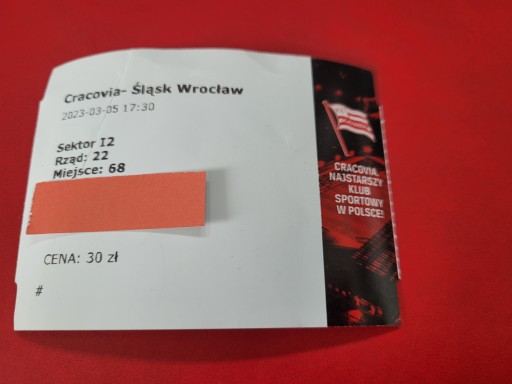 Cracovia- Śląsk Wrocław
2023-03-05 17:30
Sektor I2
Rząd: 22
Miejsce: 68
CENA: 30 zł
#
CRACOVIA.
NAJSTARSZY
KLUB
SPORTOWY
W POLSCE!